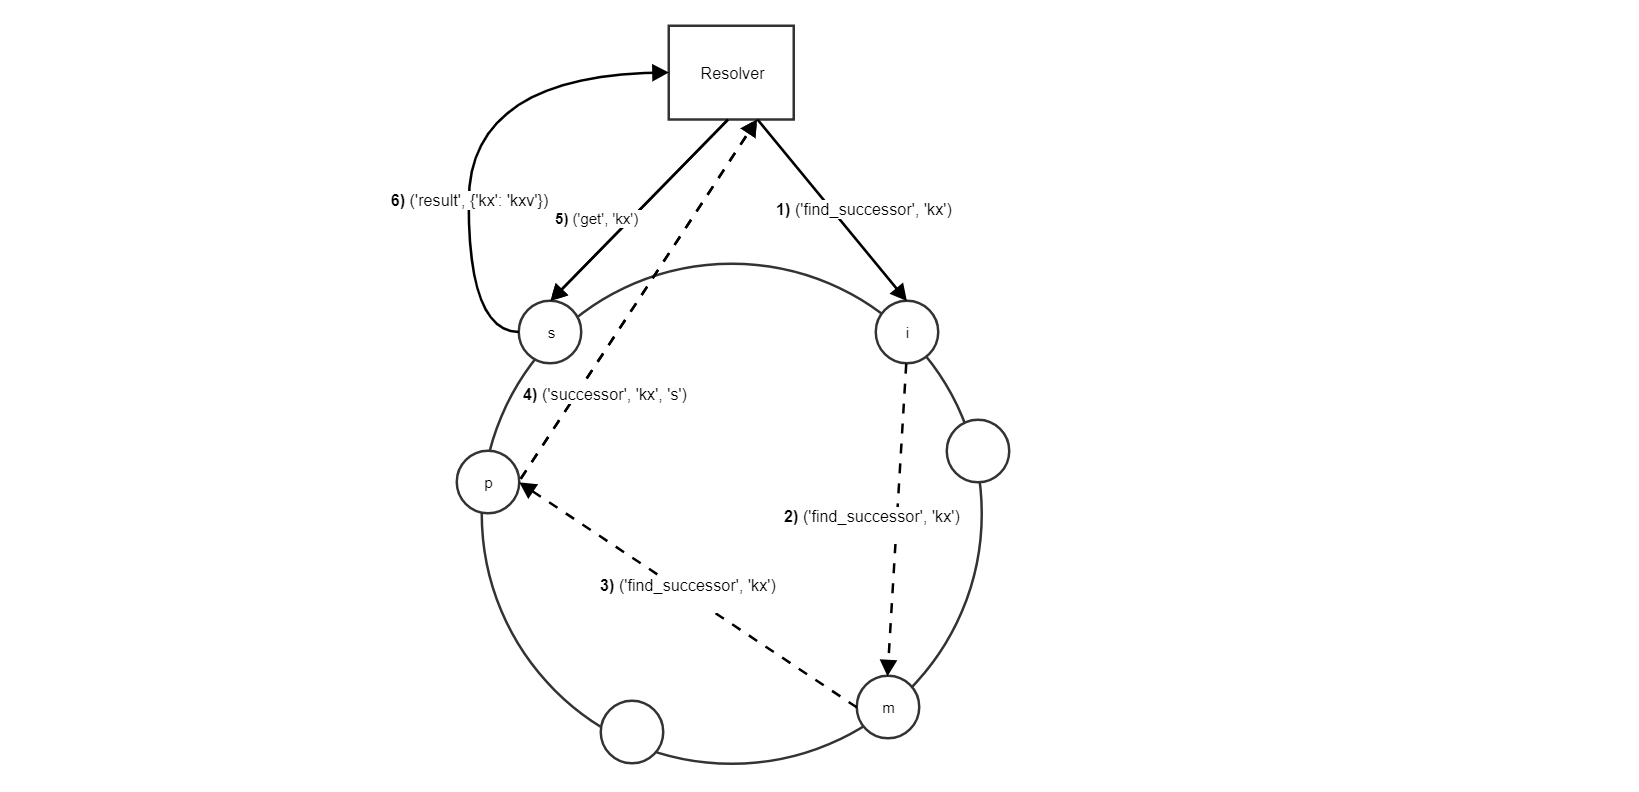 Resolver
6) ('result', {'kx': 'kxv'})
5) ('get', 'kx')
1) ('find_successor', 'kx')
s
i
4) ('successor', 'kx', 's')
p
2) ('find_successor', 'kx')
3) ('find_successor', 'kx')
m